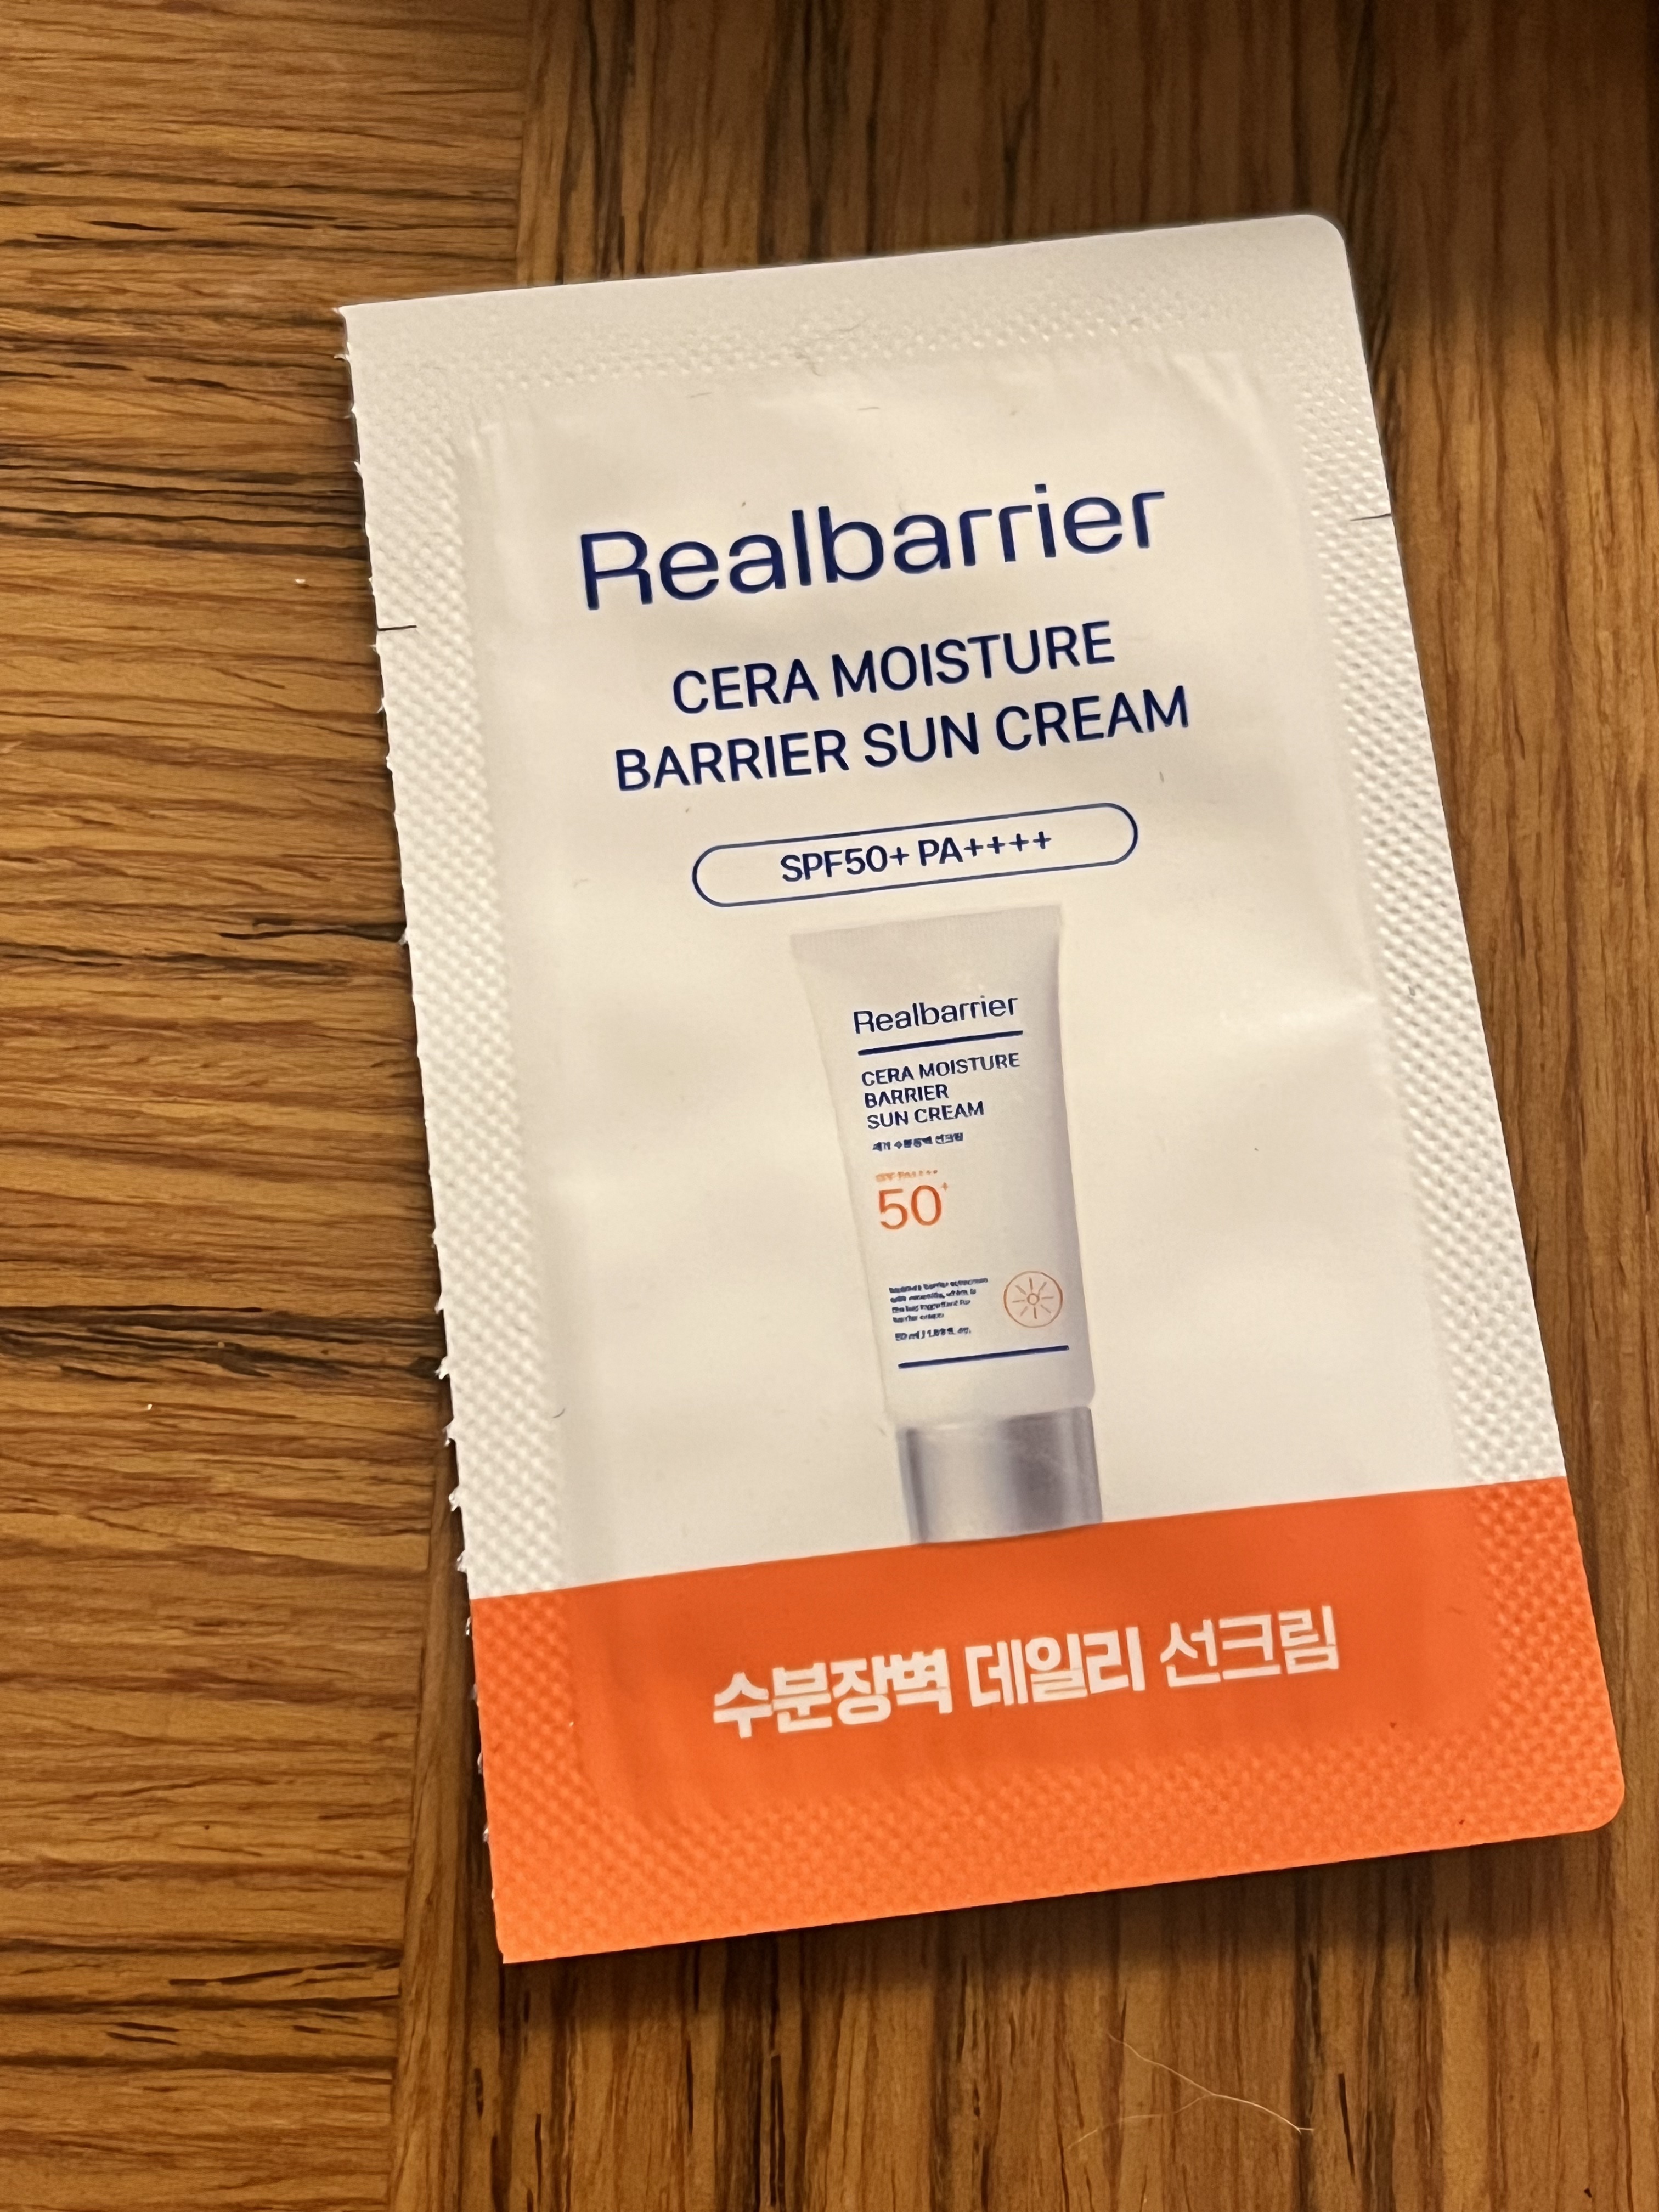 Realbarrier
CERA MOISTURE
BARRIER SUN CREAM
SPF50+ PA++++
Realbarrier
CERA MOISTURE
BARRIER
SUN CREAM
50+
수분장벽 데일리 선크림